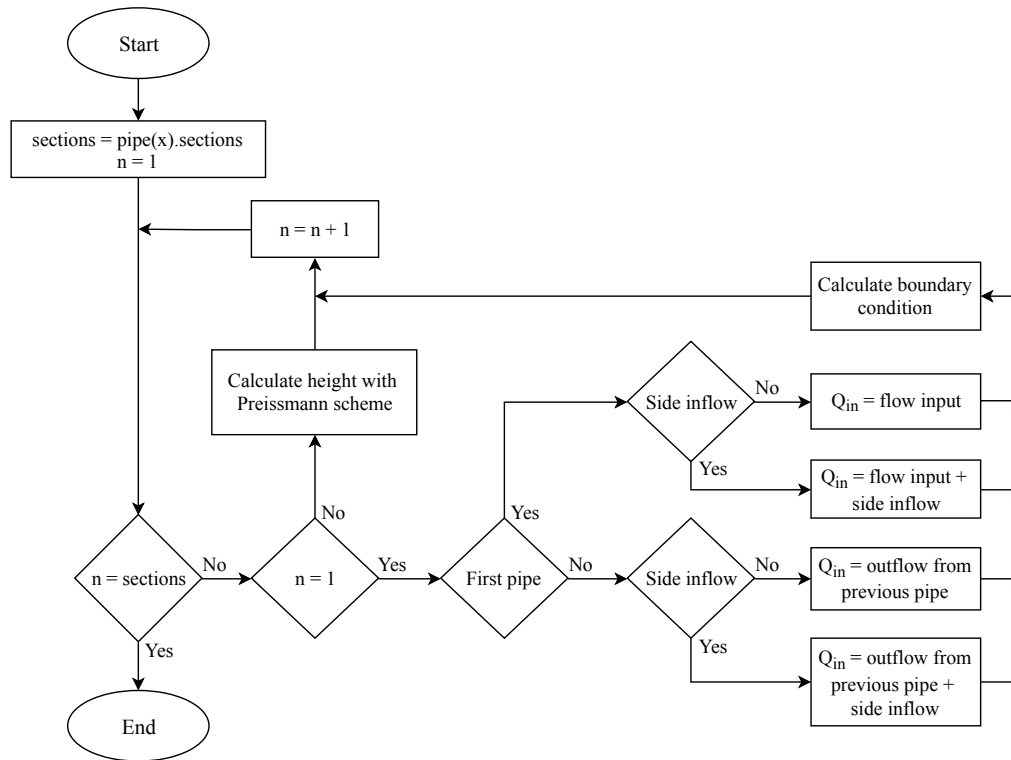 Start
sections = pipe(x).sections
n = 1
n = n + 1
Calculate boundary
condition
Calculate height with
Preissmann scheme
Side inflow
No
Q_in = flow input
Yes
Q_in = flow input +
side inflow
No
Yes
n = sections
No
n = 1
Yes
First pipe
No
Side inflow
No
Q_in = outflow from
previous pipe
Yes
Yes
Q_in = outflow from
previous pipe +
side inflow
End